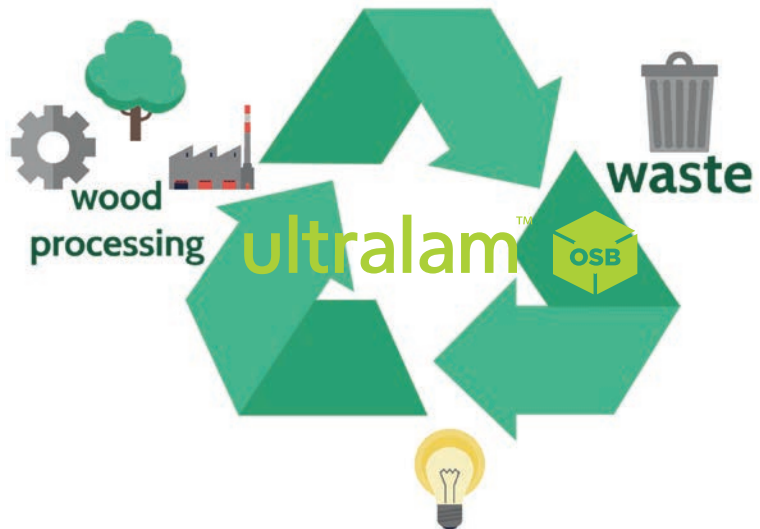 waste
wood
processing
ultralam™
OSB